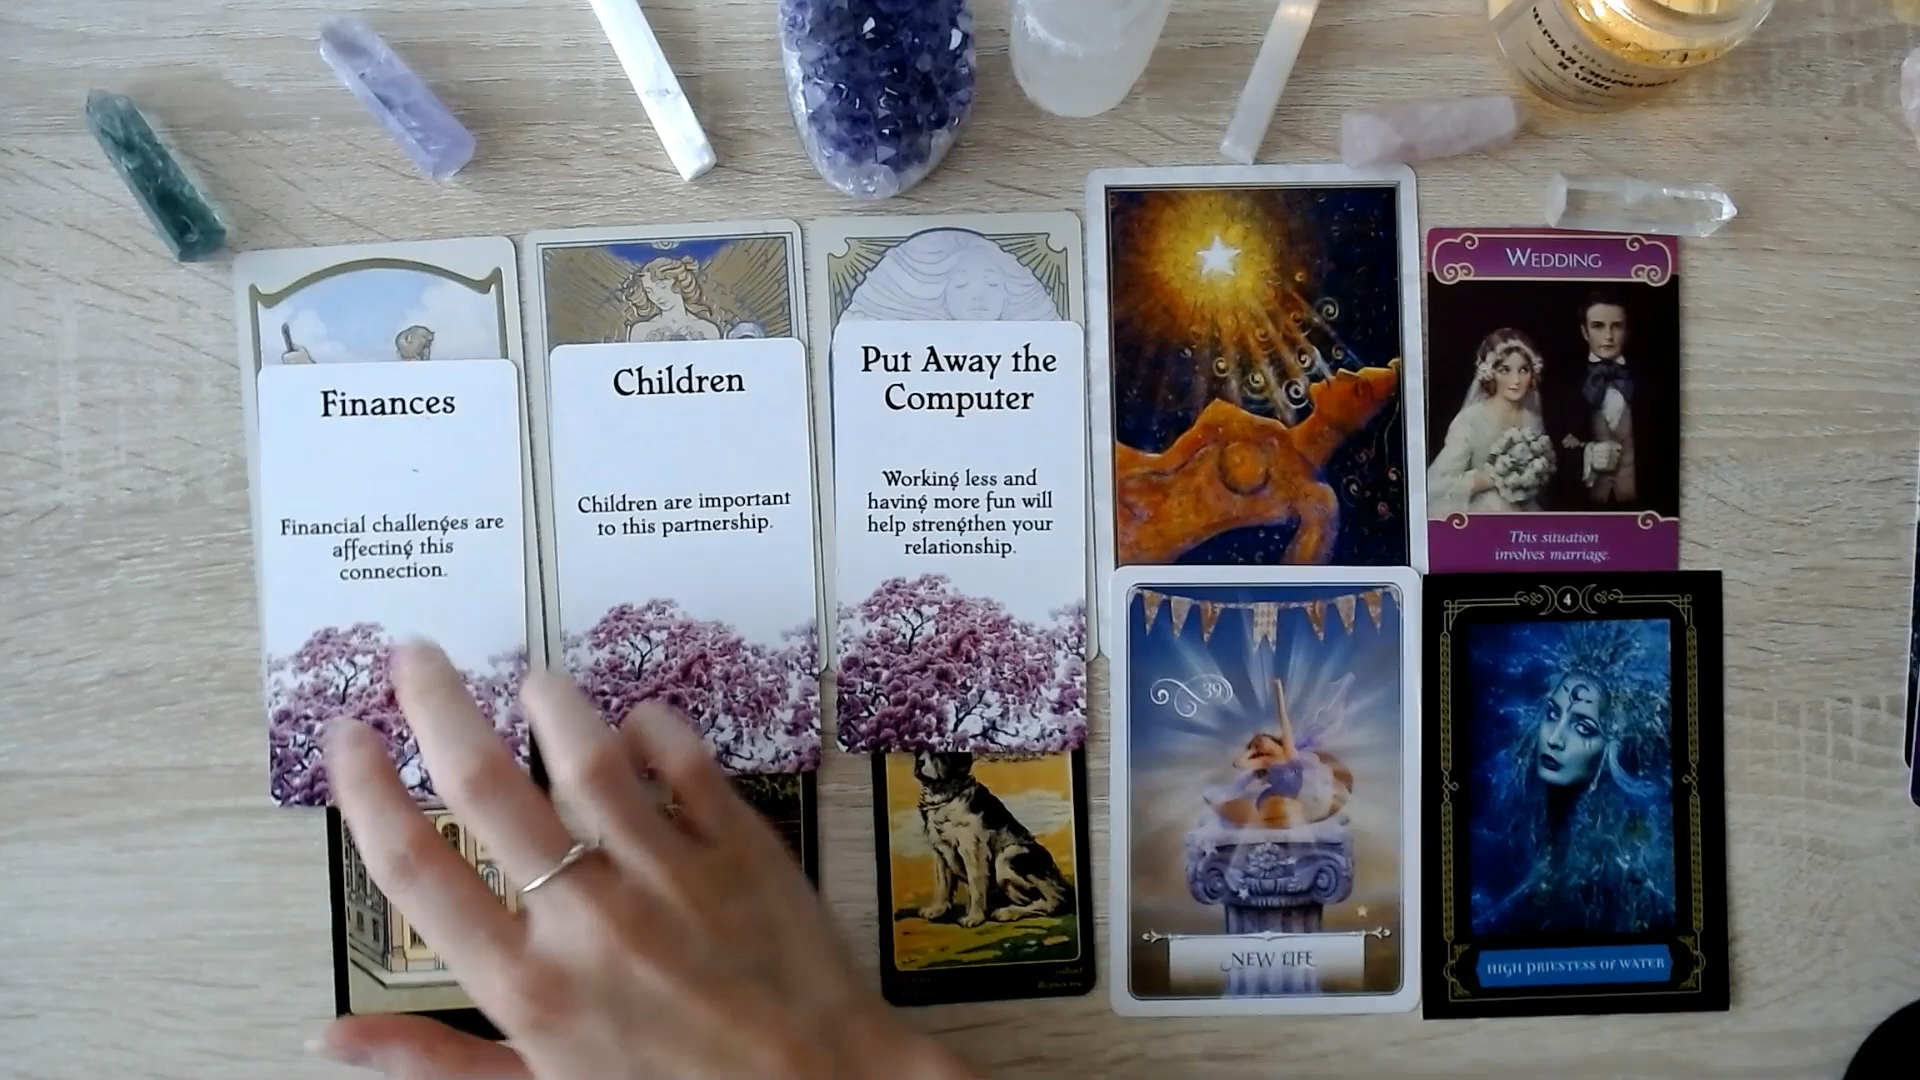 ЧЕРНАЯ СМОРОДИНА
Finances
Financial challenges are
affecting this
connection.
Children
Children are important
to this partnership.
Put Away the
Computer
Working less and
having more fun will
help strengthen your
relationship.
WEDDING
This situation
involves marriage.
39
NEW LIFE
4
HIGH PRIESTESS OF WATER